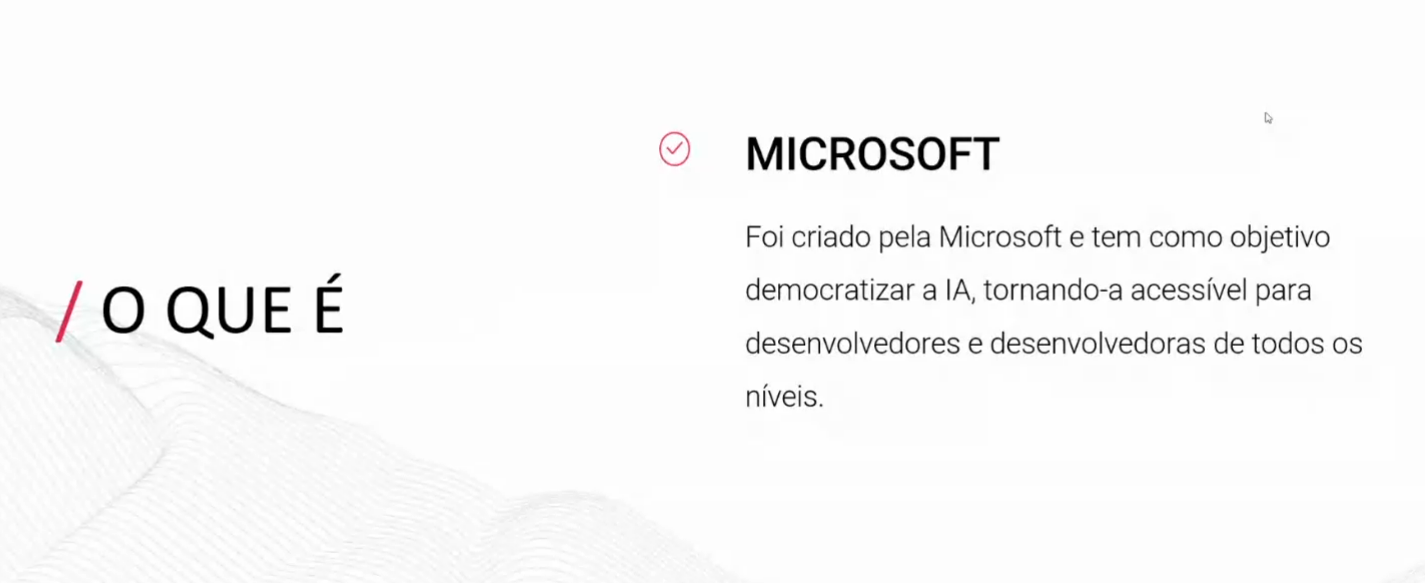 / O QUE É
MICROSOFT
Foi criado pela Microsoft e tem como objetivo
democratizar a IA, tornando-a acessível para
desenvolvedores e desenvolvedoras de todos os
níveis.